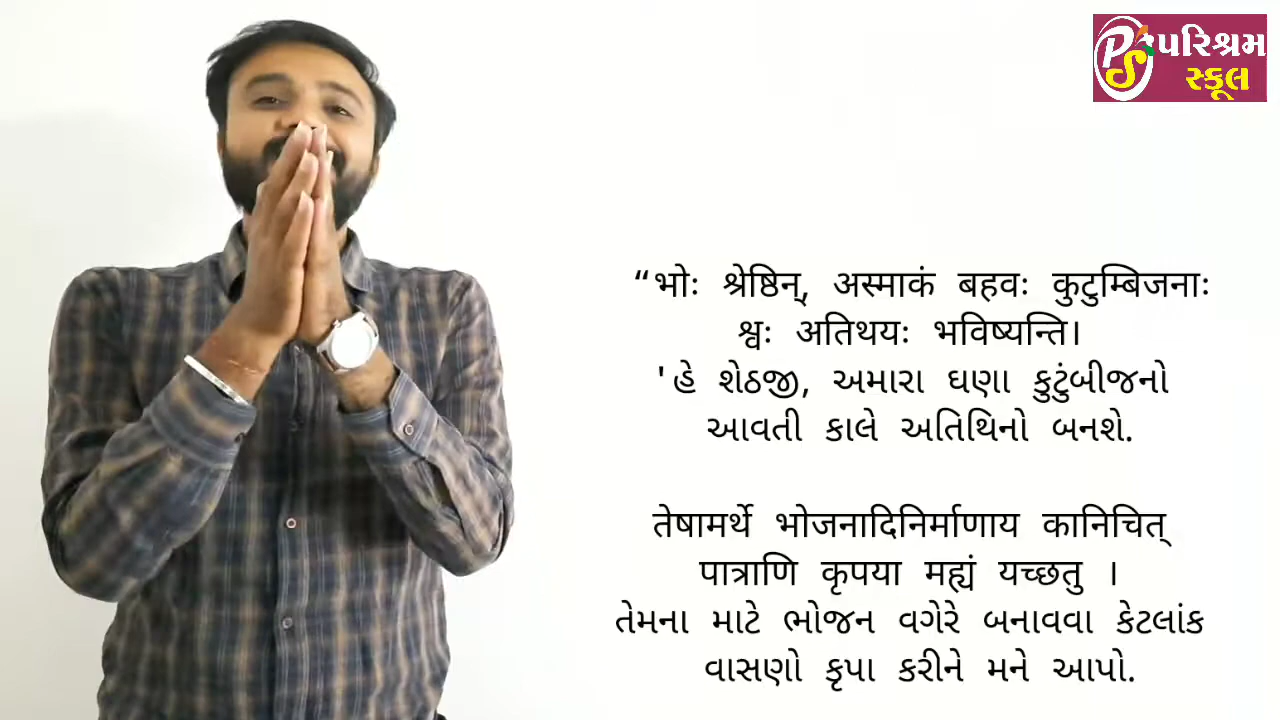 પરિશ્રમ
સ્કૂલ
“भोः श्रेष्ठिन्, अस्माकं बहवः कुटुम्बिजनाः
श्वः अतिथयः भविष्यन्ति।
'હે શેઠજી, અમારા ઘણા કુટુંબીજનો
આવતી કાલે અતિથિનો બનશે.
तेषामर्थे भोजनादिनिर्माणाय कानिचित्
पात्राणि कृपया मह्यं यच्छतु ।
તેમના માટે ભોજન વગેરે બનાવવા કેટલાંક
વાસણો કૃપા કરીને મને આપો.